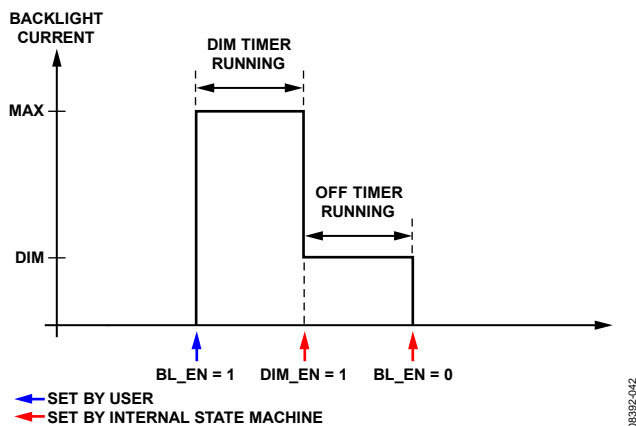 BACKLIGHT
CURRENT
DIM TIMER
RUNNING
MAX
OFF TIMER
RUNNING
DIM
BL_EN = 1
DIM_EN = 1
BL_EN = 0
SET BY USER
SET BY INTERNAL STATE MACHINE
08392-042